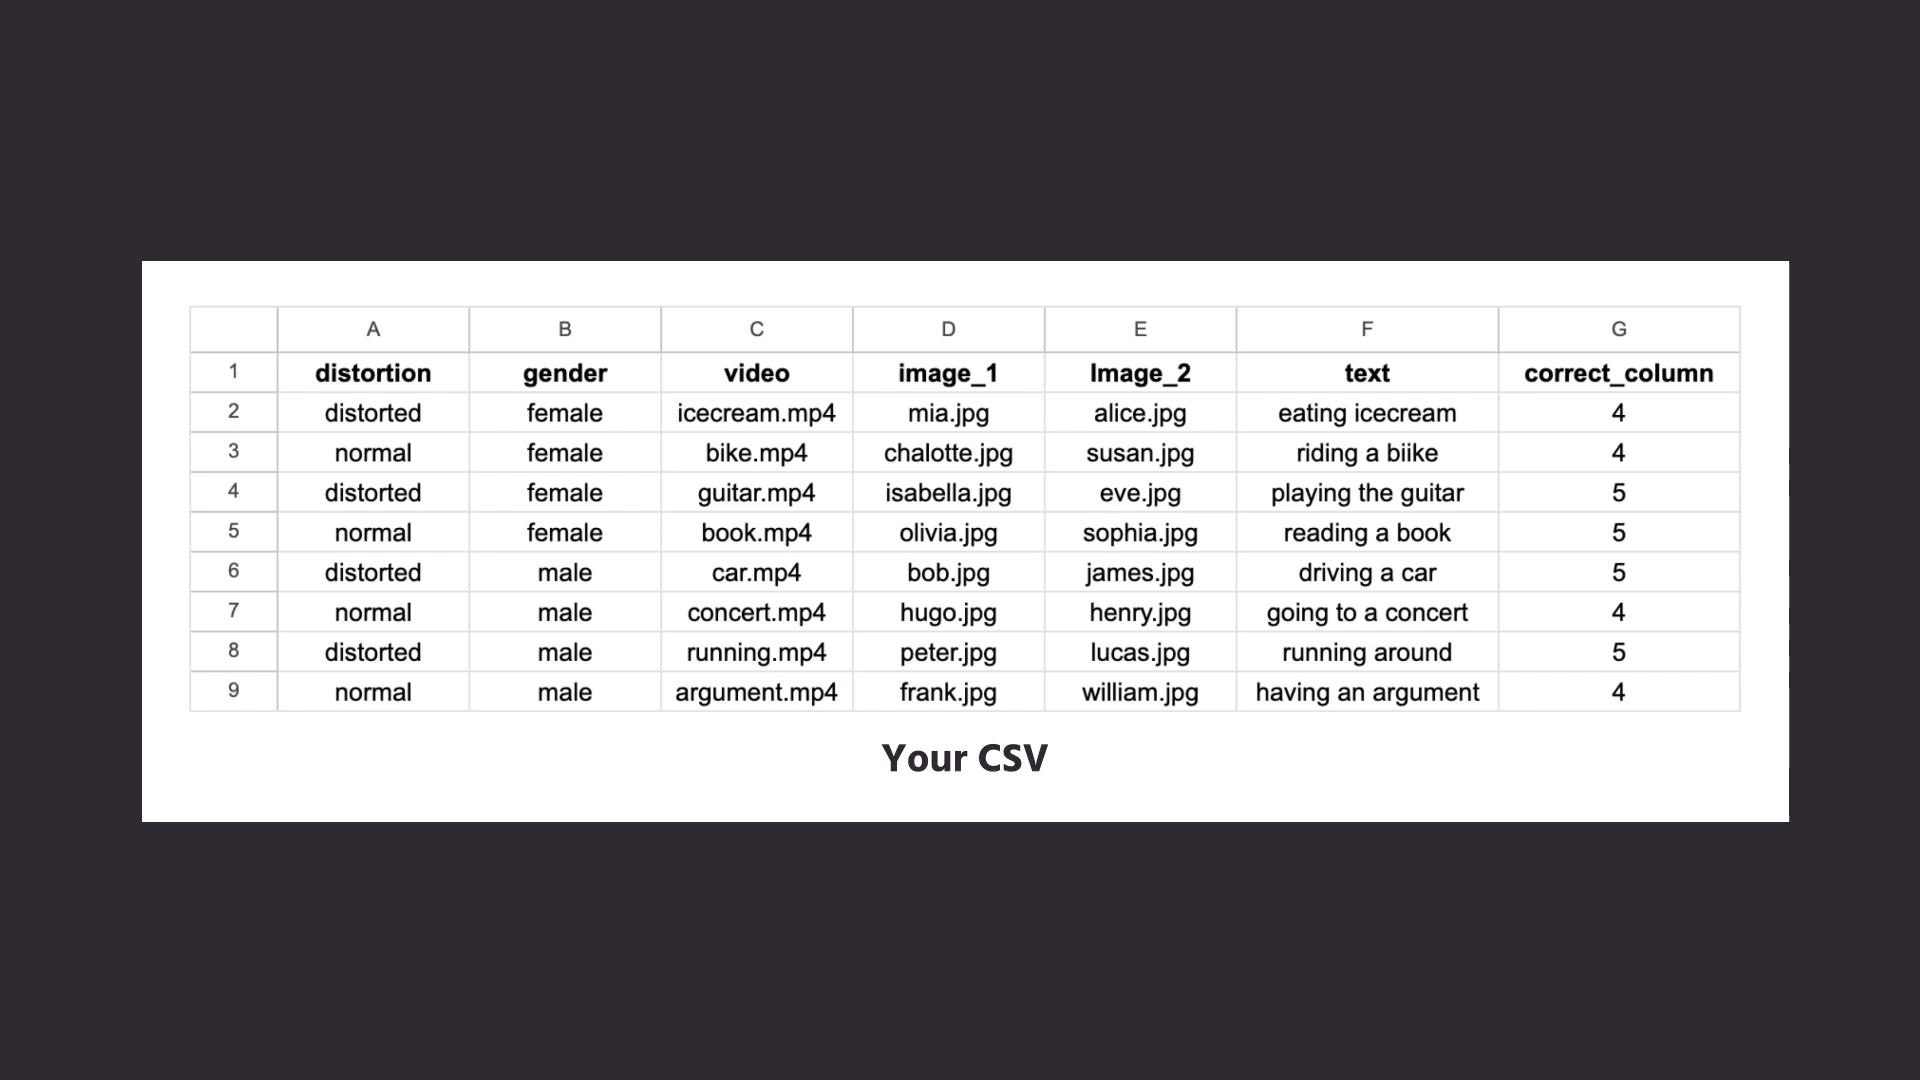 A B C D E F G
1 distortion gender video image_1 Image_2 text correct_column
2 distorted female icecream.mp4 mia.jpg alice.jpg eating icecream 4
3 normal female bike.mp4 chalotte.jpg susan.jpg riding a biike 4
4 distorted female guitar.mp4 isabella.jpg eve.jpg playing the guitar 5
5 normal female book.mp4 olivia.jpg sophia.jpg reading a book 5
6 distorted male car.mp4 bob.jpg james.jpg driving a car 5
7 normal male concert.mp4 hugo.jpg henry.jpg going to a concert 4
8 distorted male running.mp4 peter.jpg lucas.jpg running around 5
9 normal male argument.mp4 frank.jpg william.jpg having an argument 4
Your CSV